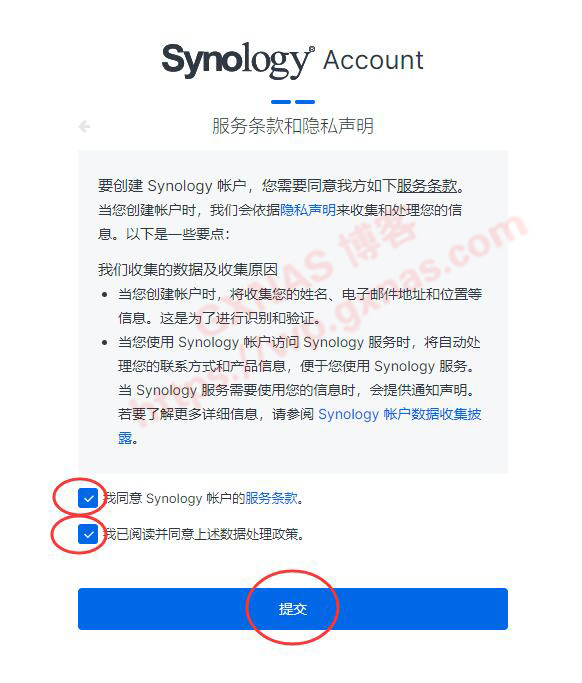 Synology® Account
服务条款和隐私声明
要创建 Synology 帐户，您需要同意我方如下服务条款。
当您创建帐户时，我们会依据隐私声明来收集和处理您的信
息。以下是一些要点：
我们收集的数据及收集原因
• 当您创建帐户时，将收集您的姓名、电子邮件地址和位置等
信息。这是为了进行识别和验证。
• 当您使用 Synology 帐户访问 Synology 服务时，将自动处
理您的联系方式和产品信息，便于您使用 Synology 服务。
当 Synology 服务需要使用您的信息时，会提供通知声明。
若要了解更多详细信息，请参阅 Synology 帐户数据收集披
露。
我同意 Synology 帐户的服务条款。
我已阅读并同意上述数据处理政策。
提交
GXNAS 博客
https://wp.gxnas.com